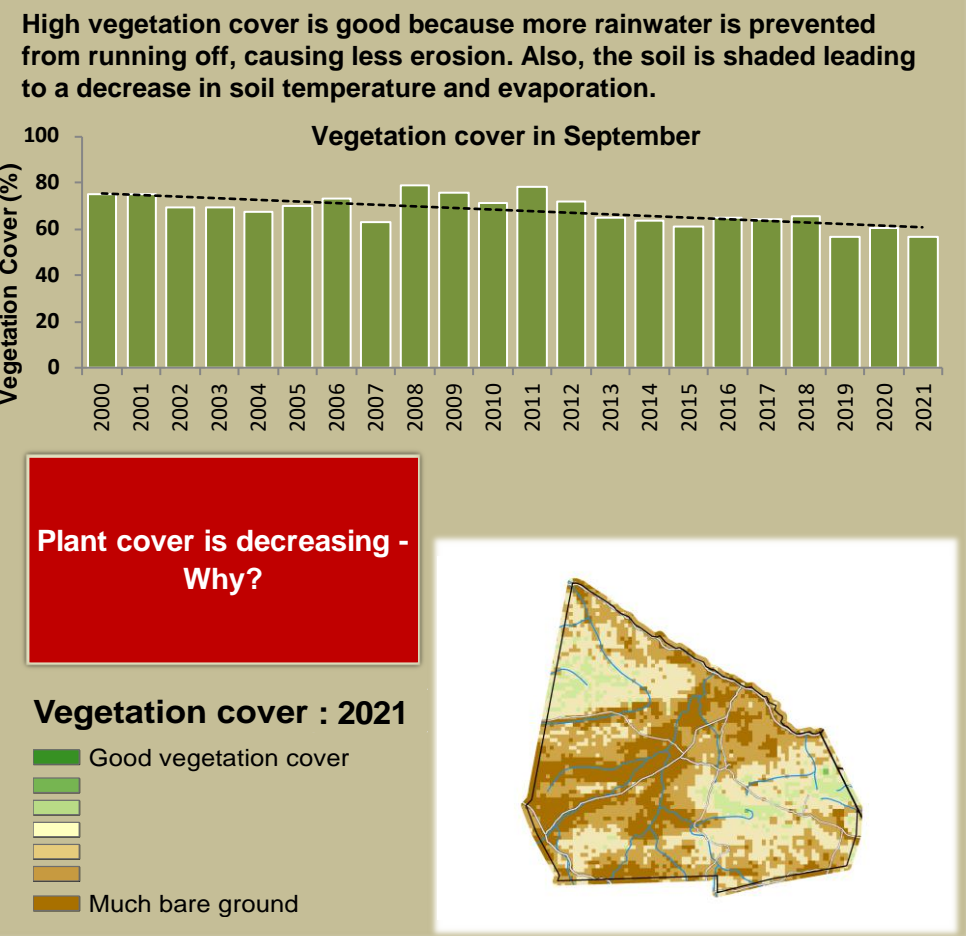 High vegetation cover is good because more rainwater is prevented
from running off, causing less erosion. Also, the soil is shaded leading
to a decrease in soil temperature and evaporation.
Vegetation cover in September
Vegetation Cover (%)
100
80
60
40
20
0
2000 2001 2002 2003 2004 2005 2006 2007 2008 2009 2010 2011 2012 2013 2014 2015 2016 2017 2018 2019 2020 2021
Plant cover is decreasing -
Why?
Vegetation cover : 2021
Good vegetation cover
Much bare ground